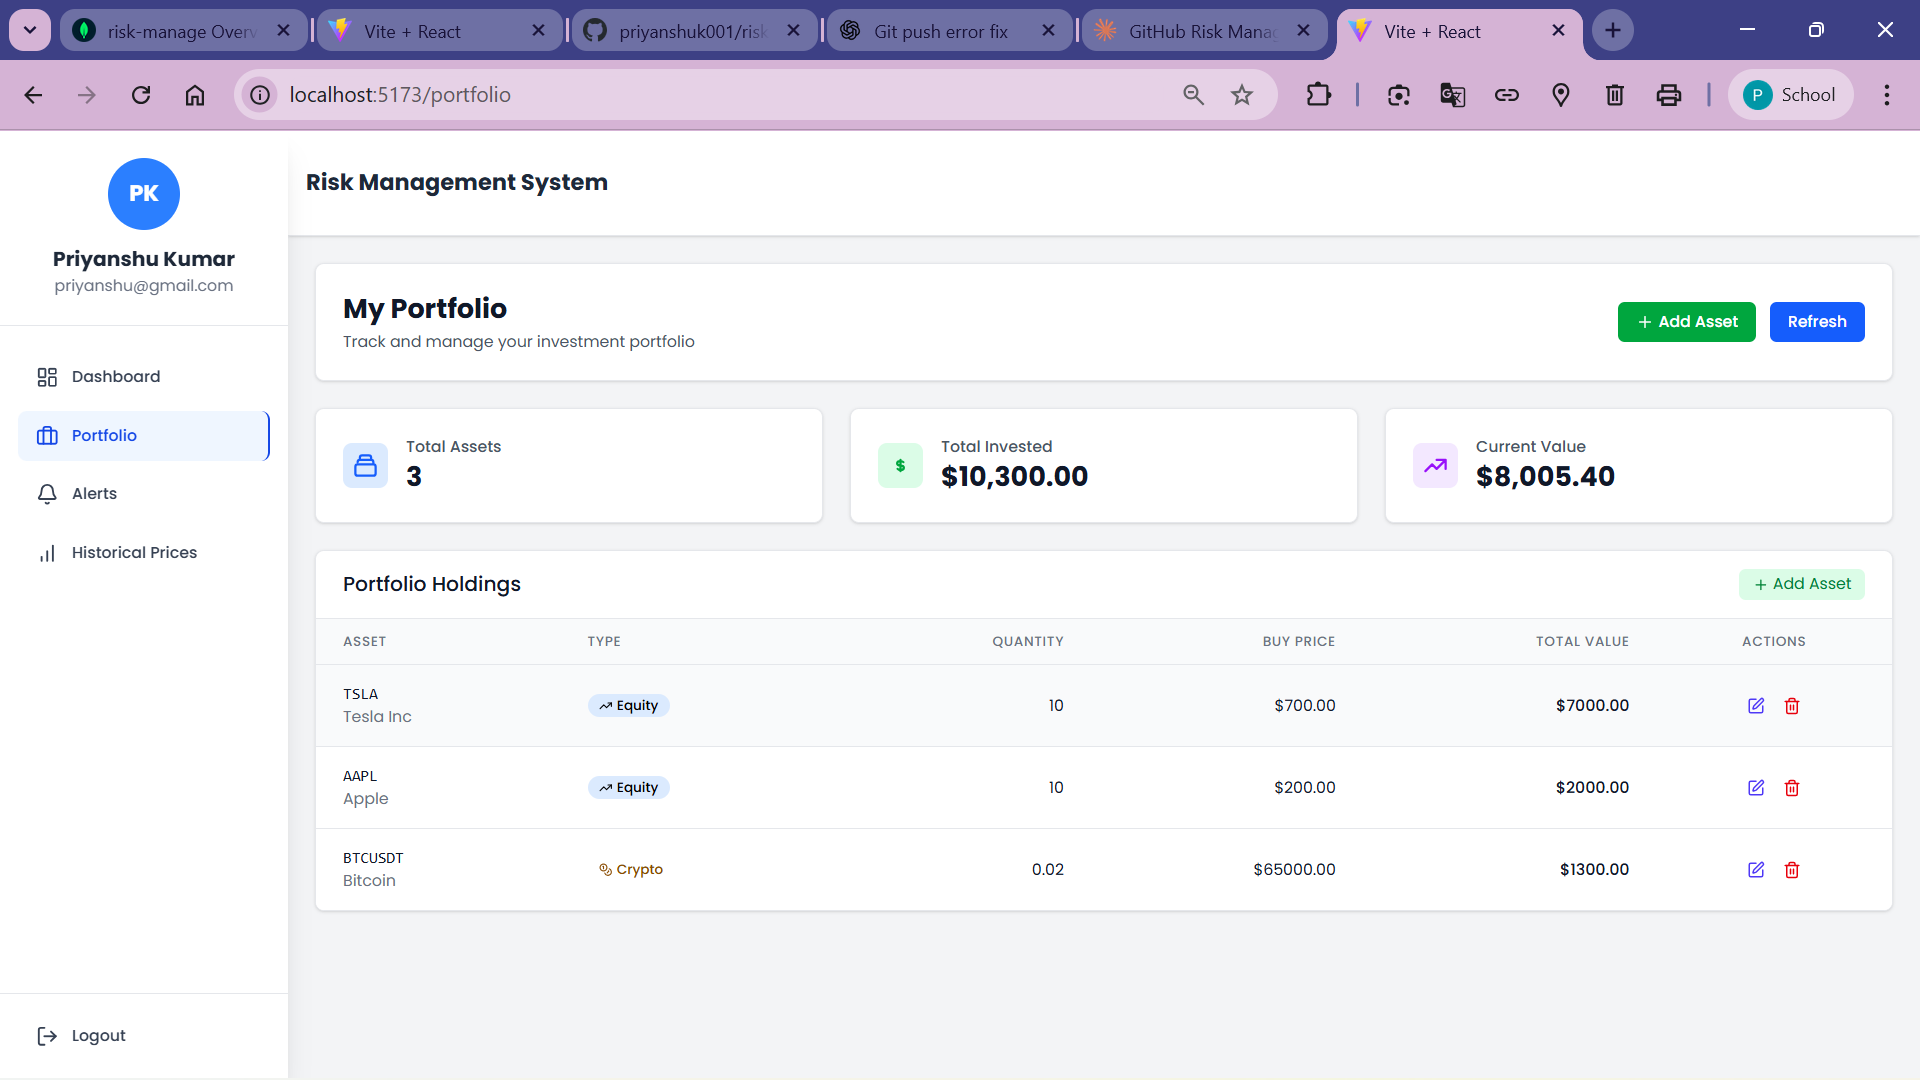 risk-manage Overv
Vite + React
priyanshuk001/risk
Git push error fix
GitHub Risk Mana
Vite + React
localhost:5173/portfolio
P
School
PK
Priyanshu Kumar
priyanshu@gmail.com
Dashboard
Portfolio
Alerts
Historical Prices
Logout
Risk Management System
My Portfolio
Track and manage your investment portfolio
+ Add Asset
Refresh
Total Assets
3
$
Total Invested
$10,300.00
Current Value
$8,005.40
Portfolio Holdings
+ Add Asset
ASSET TYPE QUANTITY BUY PRICE TOTAL VALUE ACTIONS
TSLA
Tesla Inc
Equity 10 $700.00 $7000.00
AAPL
Apple
Equity 10 $200.00 $2000.00
BTCUSDT
Bitcoin
Crypto 0.02 $65000.00 $1300.00